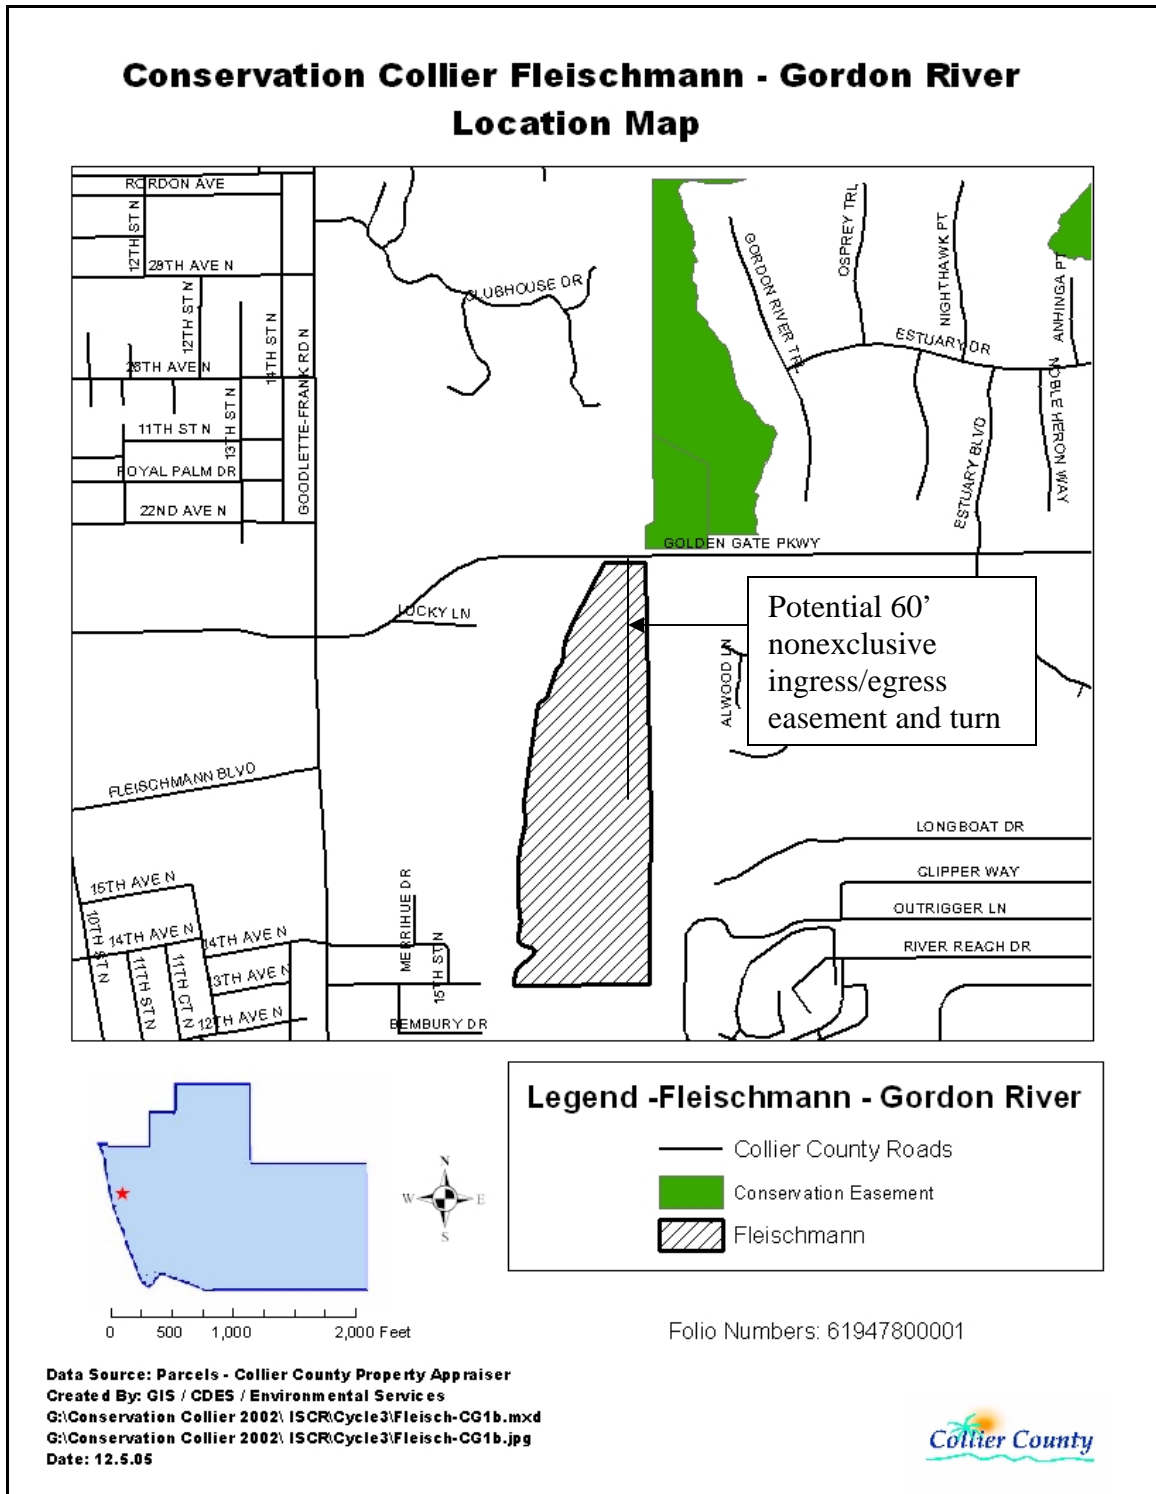 Conservation Collier Fleischmann - Gordon River
Location Map
RORDON AVE
12TH ST N
29TH AVE N
12TH ST N
14TH ST N
26TH AVE N
13TH ST N
11TH ST N
ROYAL PALM DR
22ND AVE N
GOODLETTE-FRANK RD N
CLUBHOUSE DR
GORDON RIVER TRL
OSPREY TRL
NIGHTHAWK PT
ANHINGA PT
ESTUARY DR
NOBLE HERON WAY
ESTUARY BLVD
GOLDEN GATE PKWY
LUCKY LN
Potential 60’
nonexclusive
ingress/egress
easement and turn
ALWOOD LN
FLEISCHMANN BLVD
LONGBOAT DR
CLIPPER WAY
OUTRIGGER LN
RIVER REACH DR
15TH AVE N
10TH ST N
14TH AVE N
14TH AVE N
11TH ST N
11TH CT N
13TH AVE N
12TH AVE N
MERRIHUE DR
15TH ST N
BEMBURY DR
Legend -Fleischmann - Gordon River
Collier County Roads
Conservation Easement
Fleischmann
N
W
E
S
0 500 1,000 2,000 Feet
Folio Numbers: 61947800001
Data Source: Parcels - Collier County Property Appraiser
Created By: GIS / CDES / Environmental Services
G:\Conservation Collier 2002\ ISCR\Cycle3\Fleisch-CG1b.mxd
G:\Conservation Collier 2002\ ISCR\Cycle3\Fleisch-CG1b.jpg
Date: 12.5.05
Collier County